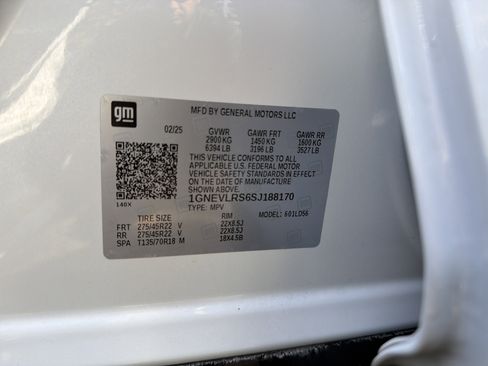 gm
MFD BY GENERAL MOTORS LLC
02/25 GVWR GAWR FRT GAWR RR
2900 KG 1450 KG 1600 KG
6394 LB 3196 LB 3527 LB
THIS VEHICLE CONFORMS TO ALL
APPLICABLE U.S. FEDERAL MOTOR
VEHICLE SAFETY STANDARDS IN EFFECT
ON THE DATE OF MANUFACTURE
SHOWN ABOVE.
140X 1GNEVLRS6SJ188170
TYPE: MPV MODEL: 601LD56
TIRE SIZE RIM
FRT 275/45R22 V 22X8.5J
RR 275/45R22 V 22X8.5J
SPA T135/70R18 M 18X4.5B